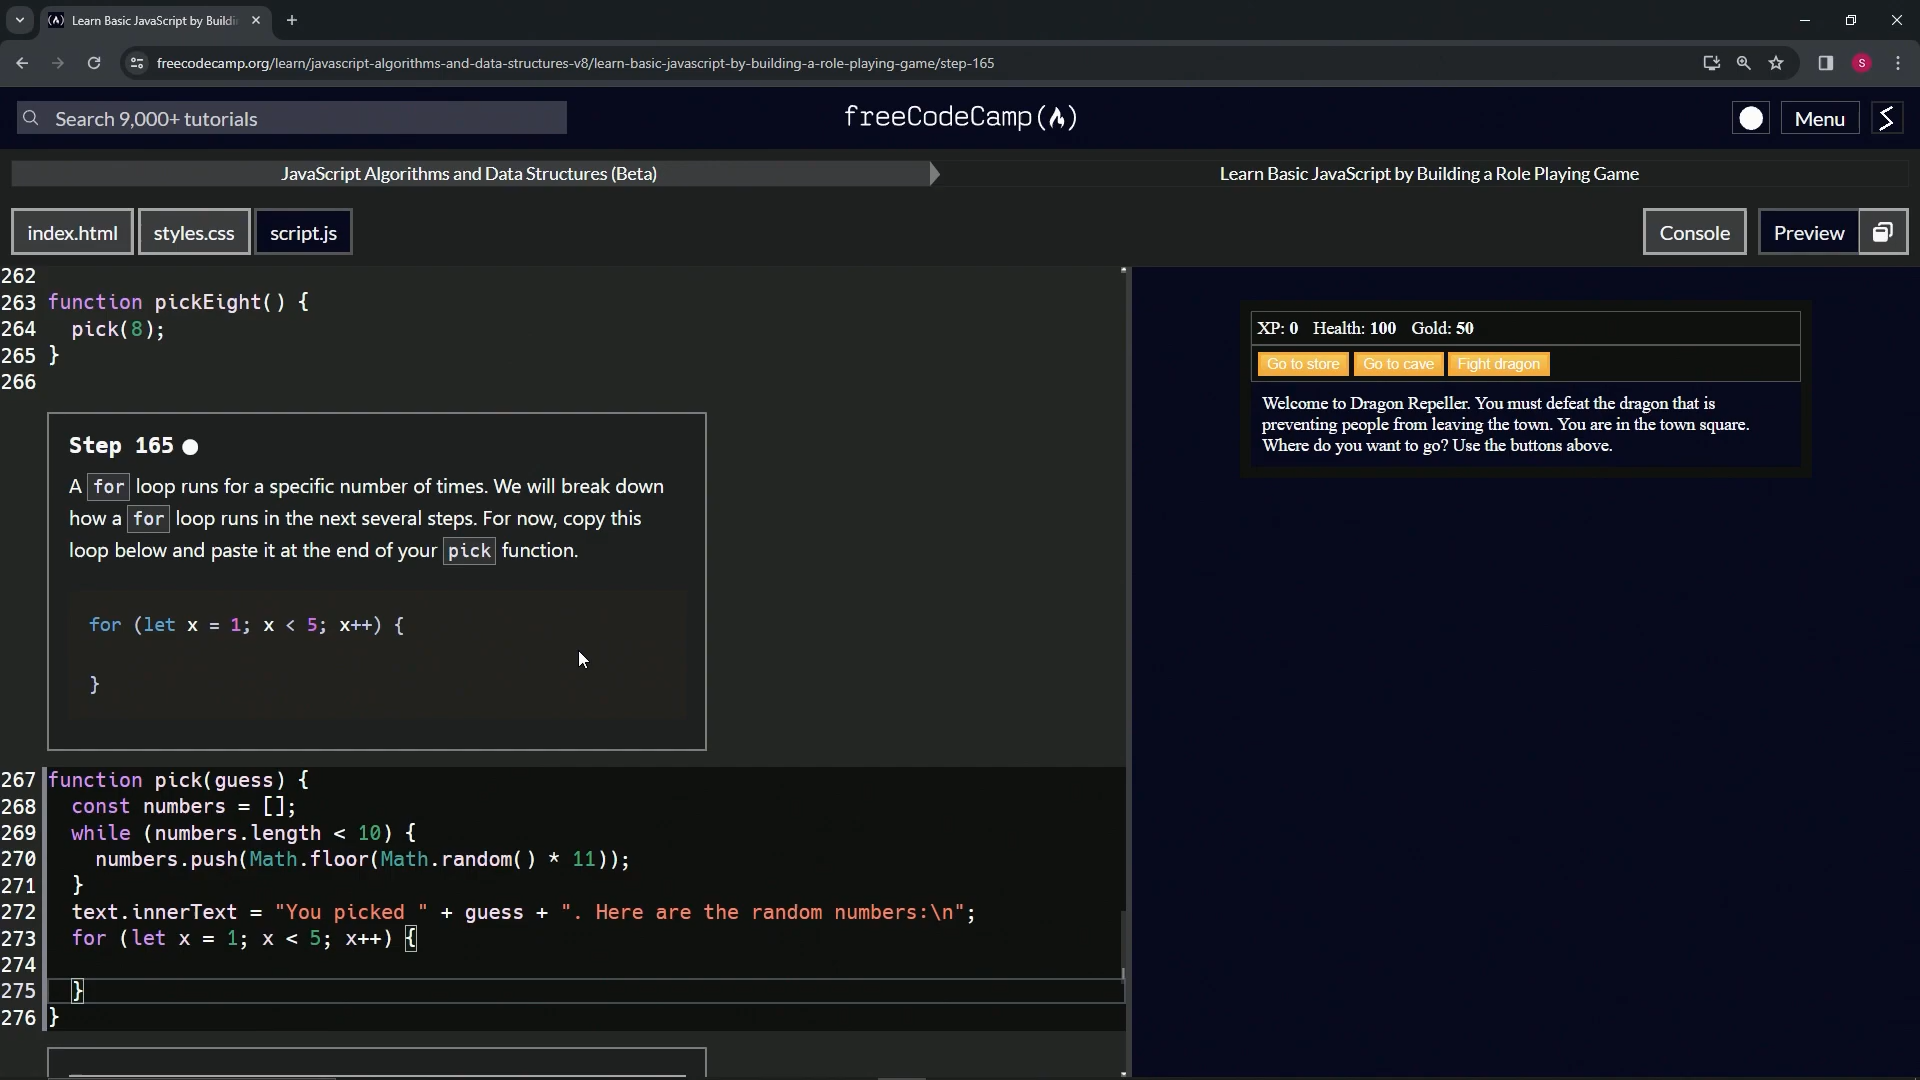 Learn Basic JavaScript by Buildi
freecodecamp.org/learn/javascript-algorithms-and-data-structures-v8/learn-basic-javascript-by-building-a-role-playing-game/step-165
S
Search 9,000+ tutorials
freeCodeCamp
Menu
JavaScript Algorithms and Data Structures (Beta)
Learn Basic JavaScript by Building a Role Playing Game
index.html
styles.css
script.js
Console
Preview
262
263 function pickEight() {
264   pick(8);
265 }
266
Step 165
A for loop runs for a specific number of times. We will break down
how a for loop runs in the next several steps. For now, copy this
loop below and paste it at the end of your pick function.
for (let x = 1; x < 5; x++) {
}
267 function pick(guess) {
268   const numbers = [];
269   while (numbers.length < 10) {
270     numbers.push(Math.floor(Math.random() * 11));
271   }
272   text.innerText = "You picked " + guess + ". Here are the random numbers:\n";
273   for (let x = 1; x < 5; x++) {
274
275   }
276 }
XP: 0 Health: 100 Gold: 50
Go to store
Go to cave
Fight dragon
Welcome to Dragon Repeller. You must defeat the dragon that is
preventing people from leaving the town. You are in the town square.
Where do you want to go? Use the buttons above.